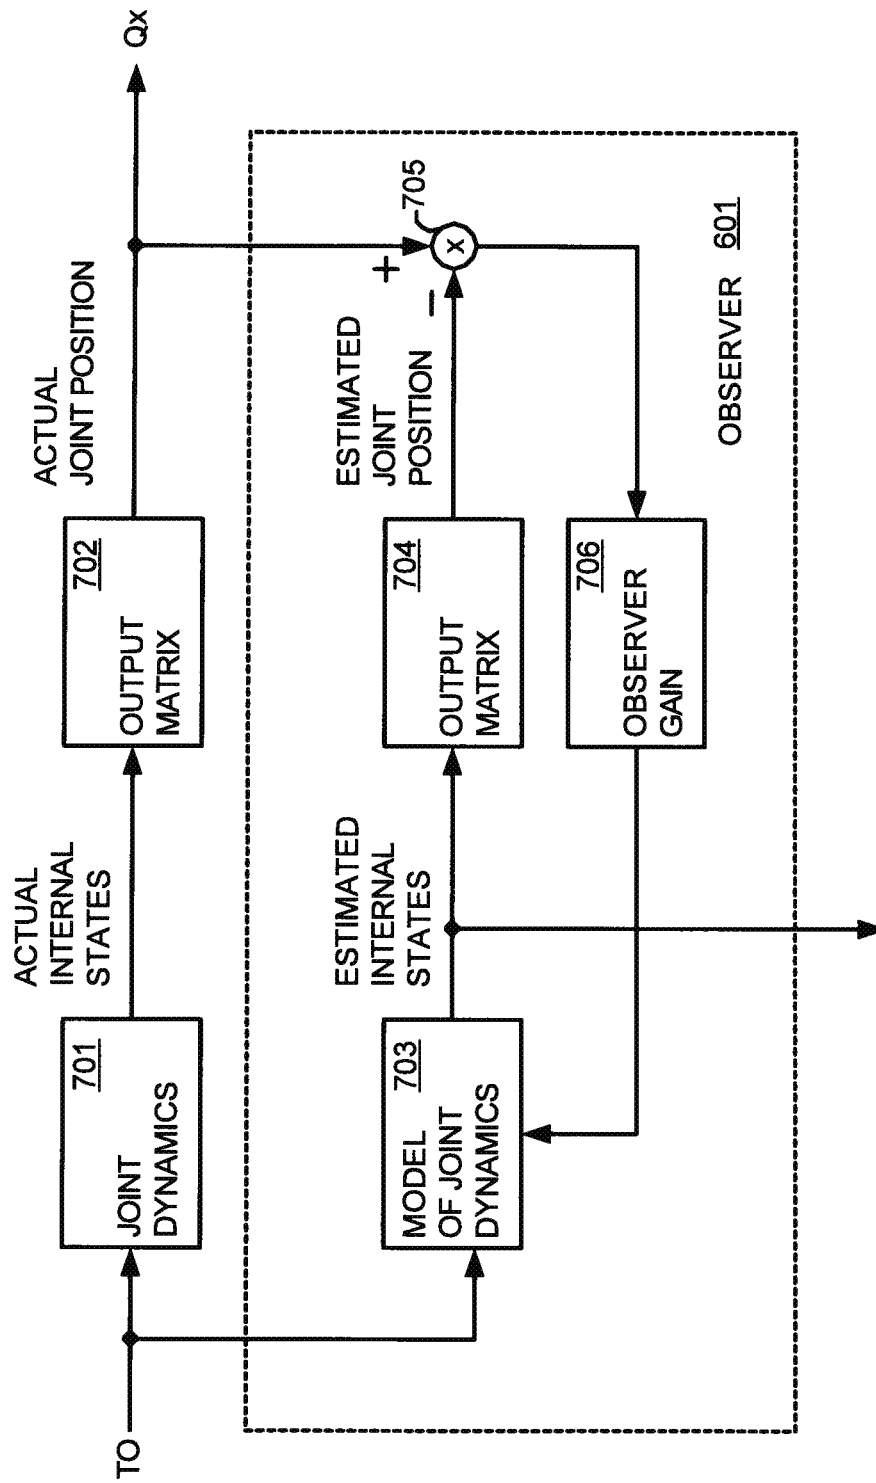 TO
701
JOINT
DYNAMICS
ACTUAL
INTERNAL
STATES
702
OUTPUT
MATRIX
ACTUAL
JOINT POSITION
Qx
703
MODEL
OF JOINT
DYNAMICS
ESTIMATED
INTERNAL
STATES
704
OUTPUT
MATRIX
ESTIMATED
JOINT
POSITION
+
−
X
705
706
OBSERVER
GAIN
OBSERVER 601